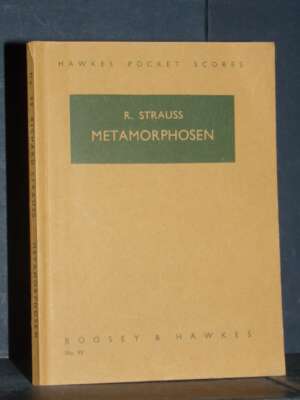 HAWKES POCKET SCORES
R. STRAUSS
METAMORPHOSEN
BOOSEY & HAWKES